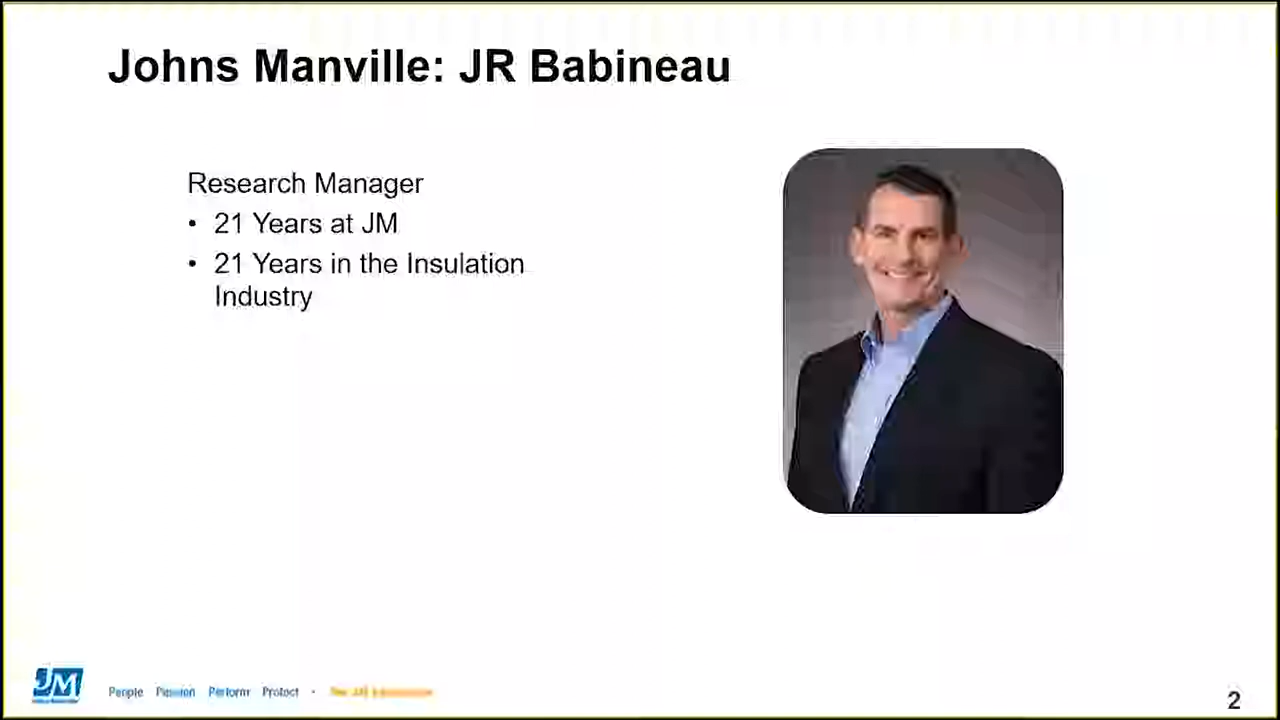 Johns Manville: JR Babineau
Research Manager
• 21 Years at JM
• 21 Years in the Insulation
Industry
JM
People Passion Perform Protect -
2